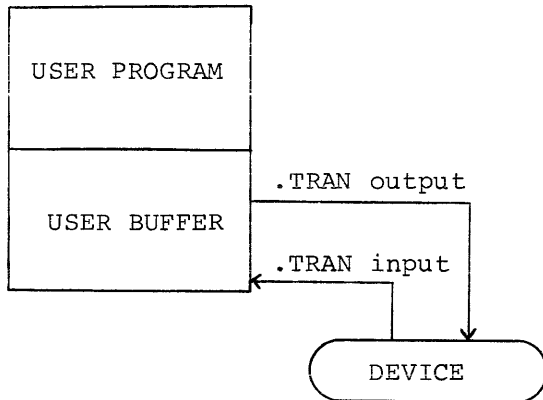 USER PROGRAM
.TRAN output
USER BUFFER
.TRAN input
DEVICE